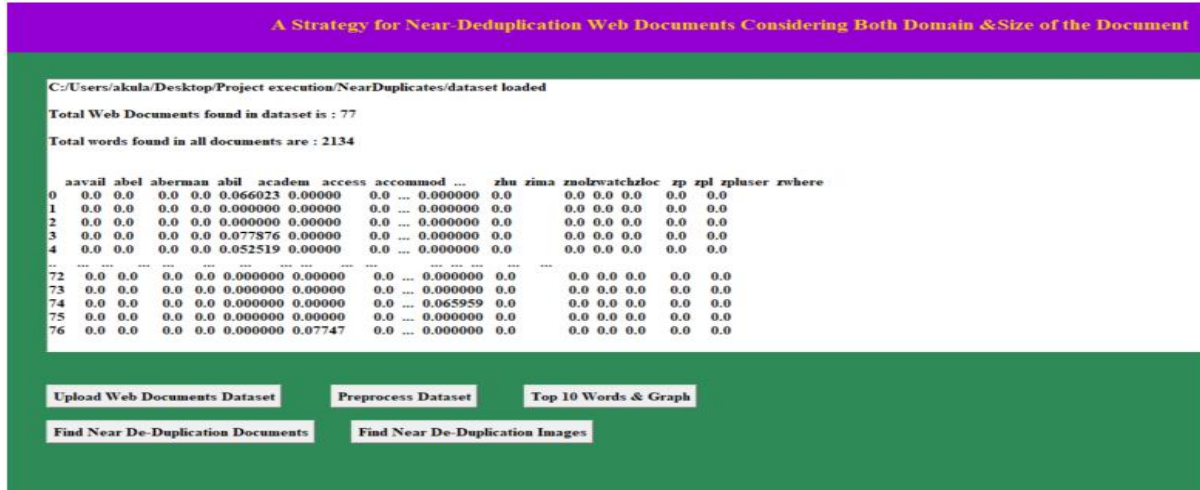 A Strategy for Near-Deduplication Web Documents Considering Both Domain &Size of the Document
C:/Users/akula/Desktop/Project execution/NearDuplicates/dataset loaded
Total Web Documents found in dataset is : 77
Total words found in all documents are : 2134
aavail abel aberman abil academ access accommod ... zhu zima znolzwatchzloc zp zpl zpluser zwhere
0 0.0 0.0 0.0 0.0 0.066023 0.00000 0.0 ... 0.000000 0.0 0.0 0.0 0.0 0.0 0.0
1 0.0 0.0 0.0 0.0 0.000000 0.00000 0.0 ... 0.000000 0.0 0.0 0.0 0.0 0.0 0.0
2 0.0 0.0 0.0 0.0 0.000000 0.00000 0.0 ... 0.000000 0.0 0.0 0.0 0.0 0.0 0.0
3 0.0 0.0 0.0 0.0 0.077876 0.00000 0.0 ... 0.000000 0.0 0.0 0.0 0.0 0.0 0.0
4 0.0 0.0 0.0 0.0 0.052519 0.00000 0.0 ... 0.000000 0.0 0.0 0.0 0.0 0.0 0.0
.. ... ... ... ... ... ... ... ... ... ... ... ... ...
72 0.0 0.0 0.0 0.0 0.000000 0.00000 0.0 ... 0.000000 0.0 0.0 0.0 0.0 0.0 0.0
73 0.0 0.0 0.0 0.0 0.000000 0.00000 0.0 ... 0.000000 0.0 0.0 0.0 0.0 0.0 0.0
74 0.0 0.0 0.0 0.0 0.000000 0.00000 0.0 ... 0.065959 0.0 0.0 0.0 0.0 0.0 0.0
75 0.0 0.0 0.0 0.0 0.000000 0.00000 0.0 ... 0.000000 0.0 0.0 0.0 0.0 0.0 0.0
76 0.0 0.0 0.0 0.0 0.000000 0.07747 0.0 ... 0.000000 0.0 0.0 0.0 0.0 0.0 0.0
Upload Web Documents Dataset Preprocess Dataset Top 10 Words & Graph
Find Near De-Duplication Documents Find Near De-Duplication Images